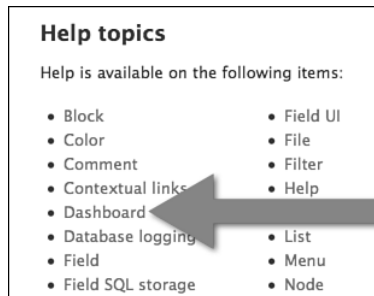 Help topics
Help is available on the following items:
Block
Color
Comment
Contextual links
Dashboard
Database logging
Field
Field SQL storage
Field UI
File
Filter
Help
List
Menu
Node